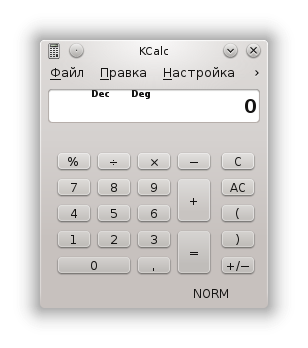 KCalc
Файл Правка Настройка ›
Dec Deg
0
% ÷ × − C
7 8 9 + AC
4 5 6 (
1 2 3 = )
0 , +/−
NORM